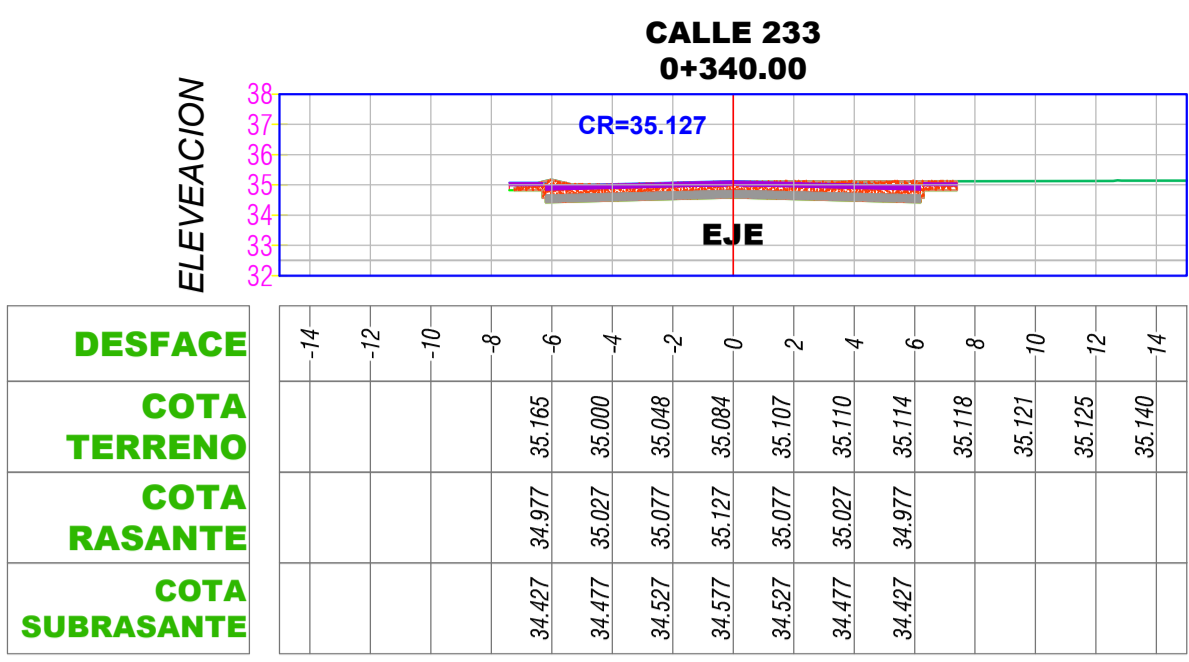 CALLE 233
0+340.00
ELEVEACION
38
37
36
35
34
33
32
CR=35.127
EJE
DESFACE -14 -12 -10 -8 -6 -4 -2 0 2 4 6 8 10 12 14
COTA TERRENO 35.165 35.000 35.048 35.084 35.107 35.110 35.114 35.118 35.121 35.125 35.140
COTA RASANTE 34.977 35.027 35.077 35.127 35.077 35.027 34.977
COTA SUBRASANTE 34.427 34.477 34.527 34.577 34.527 34.477 34.427